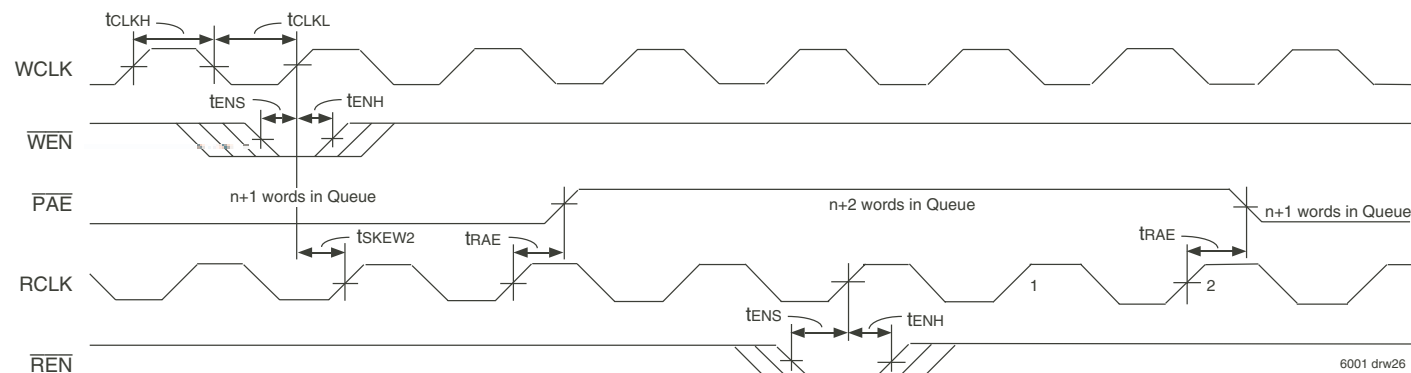 tCLKH tCLKL
WCLK
tENS tENH
WEN
n+1 words in Queue
PAE
n+2 words in Queue
n+1 words in Queue
tSKEW2 tRAE tRAE
RCLK
1 2
tENS tENH
REN
6001 drw26